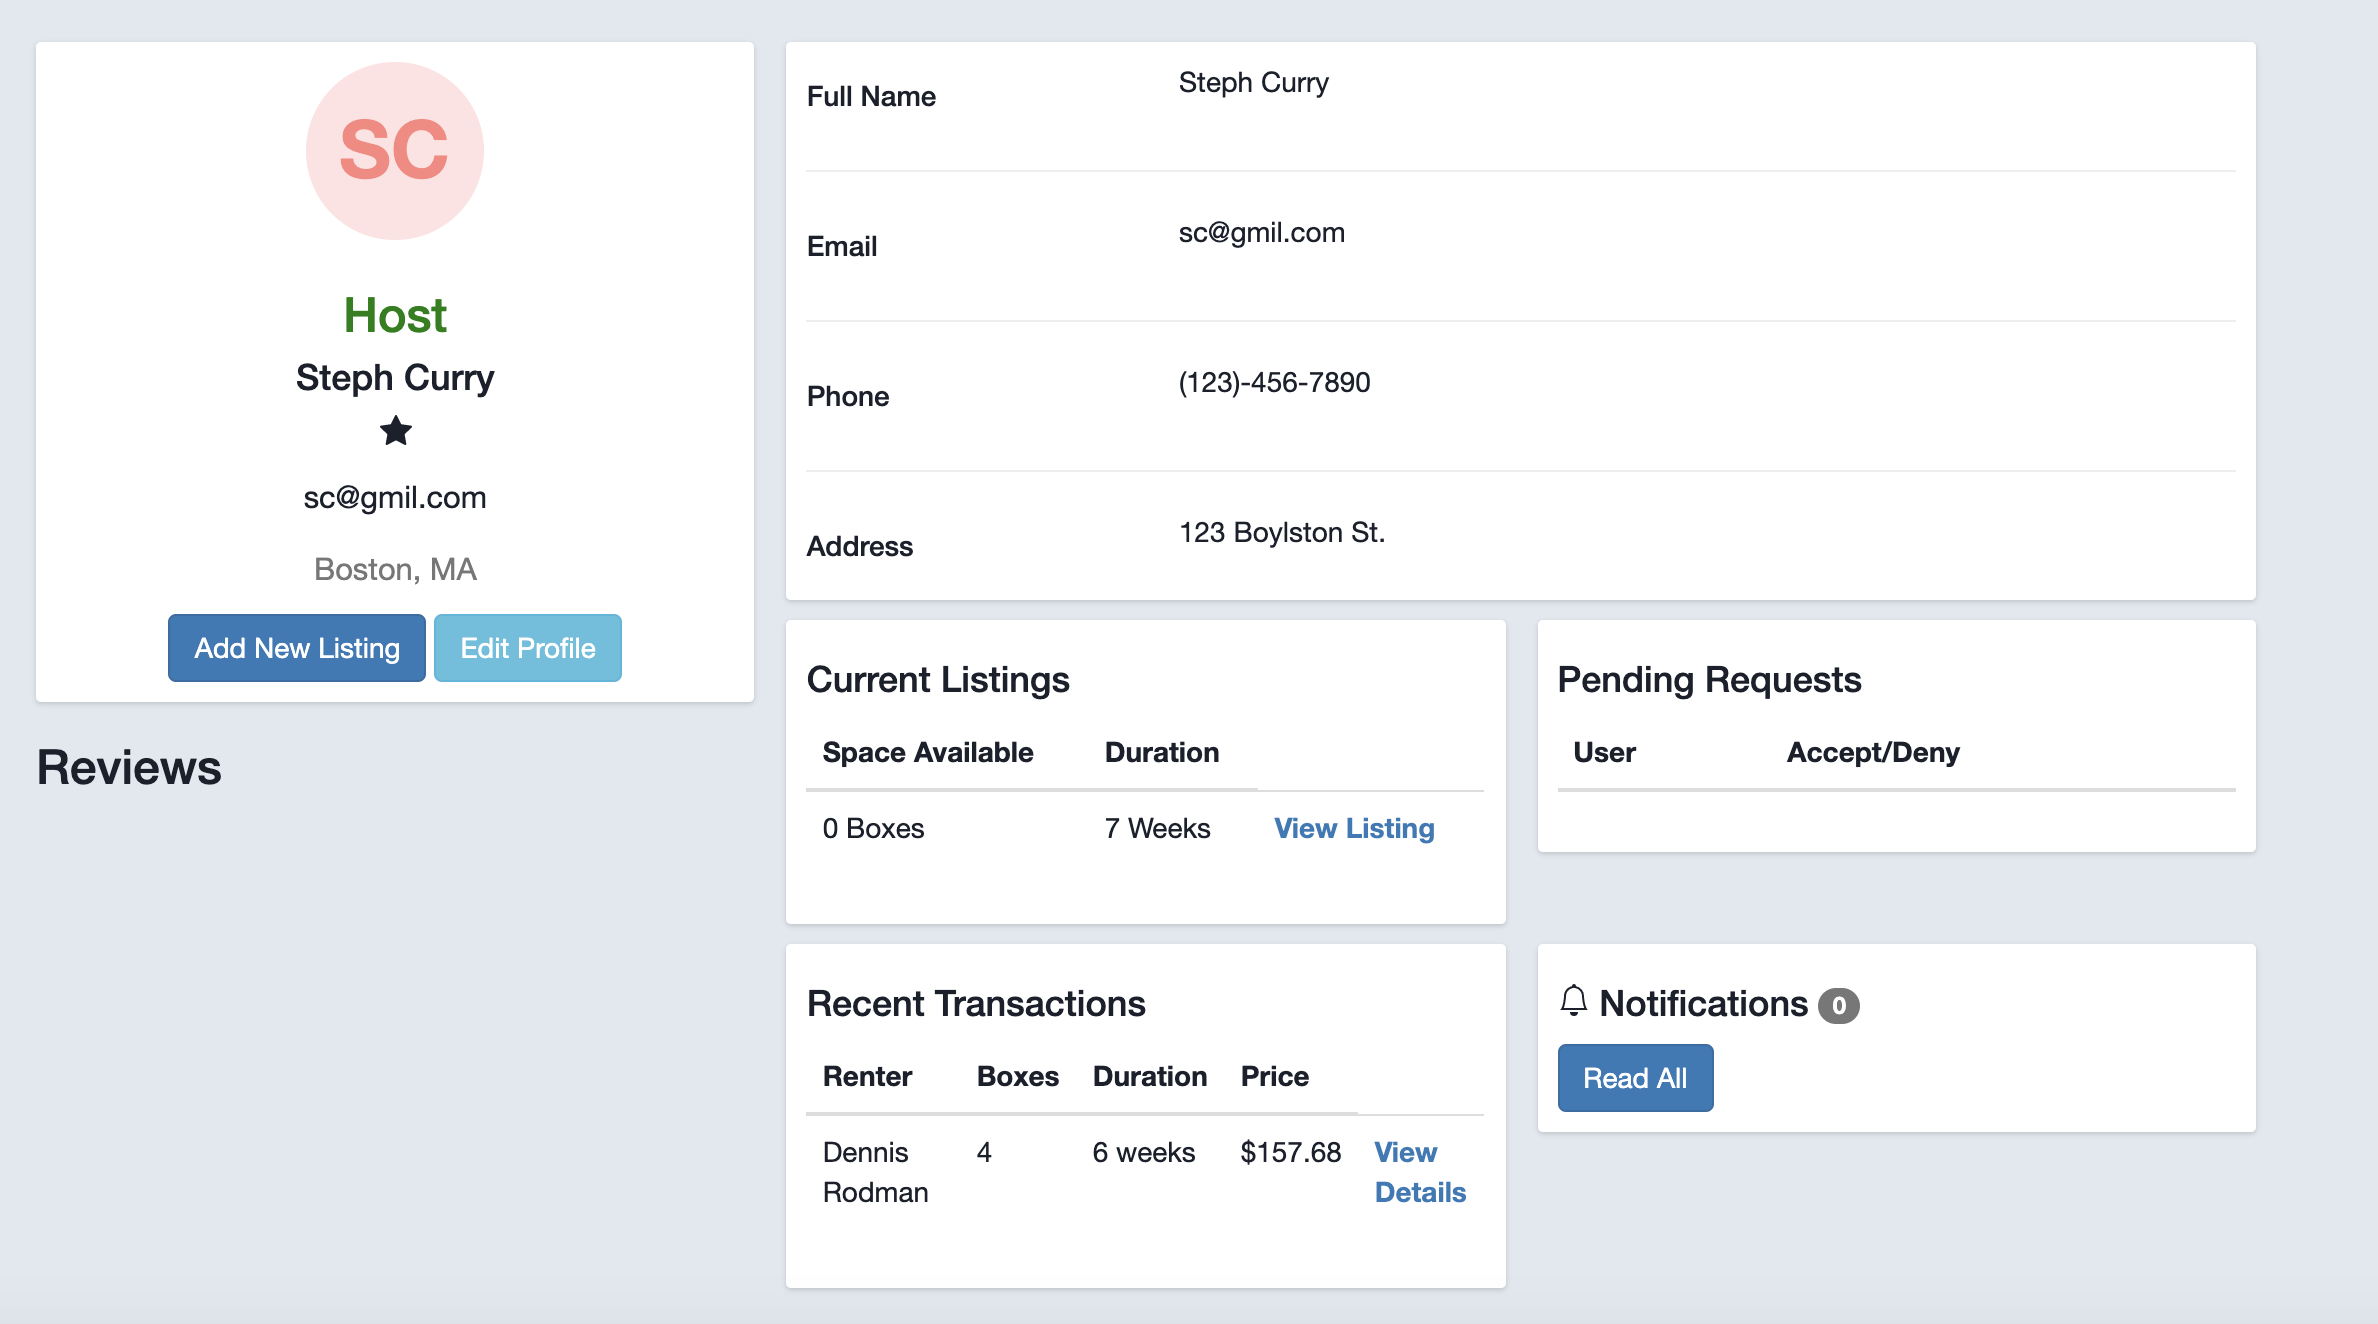 SC
Host
Steph Curry
sc@gmil.com
Boston, MA
Add New Listing Edit Profile
Reviews
Full Name Steph Curry
Email sc@gmil.com
Phone (123)-456-7890
Address 123 Boylston St.
Current Listings
Space Available Duration
0 Boxes 7 Weeks View Listing
Pending Requests
User Accept/Deny
Recent Transactions
Renter Boxes Duration Price
Dennis 4 6 weeks $157.68 View
Rodman Details
Notifications 0
Read All